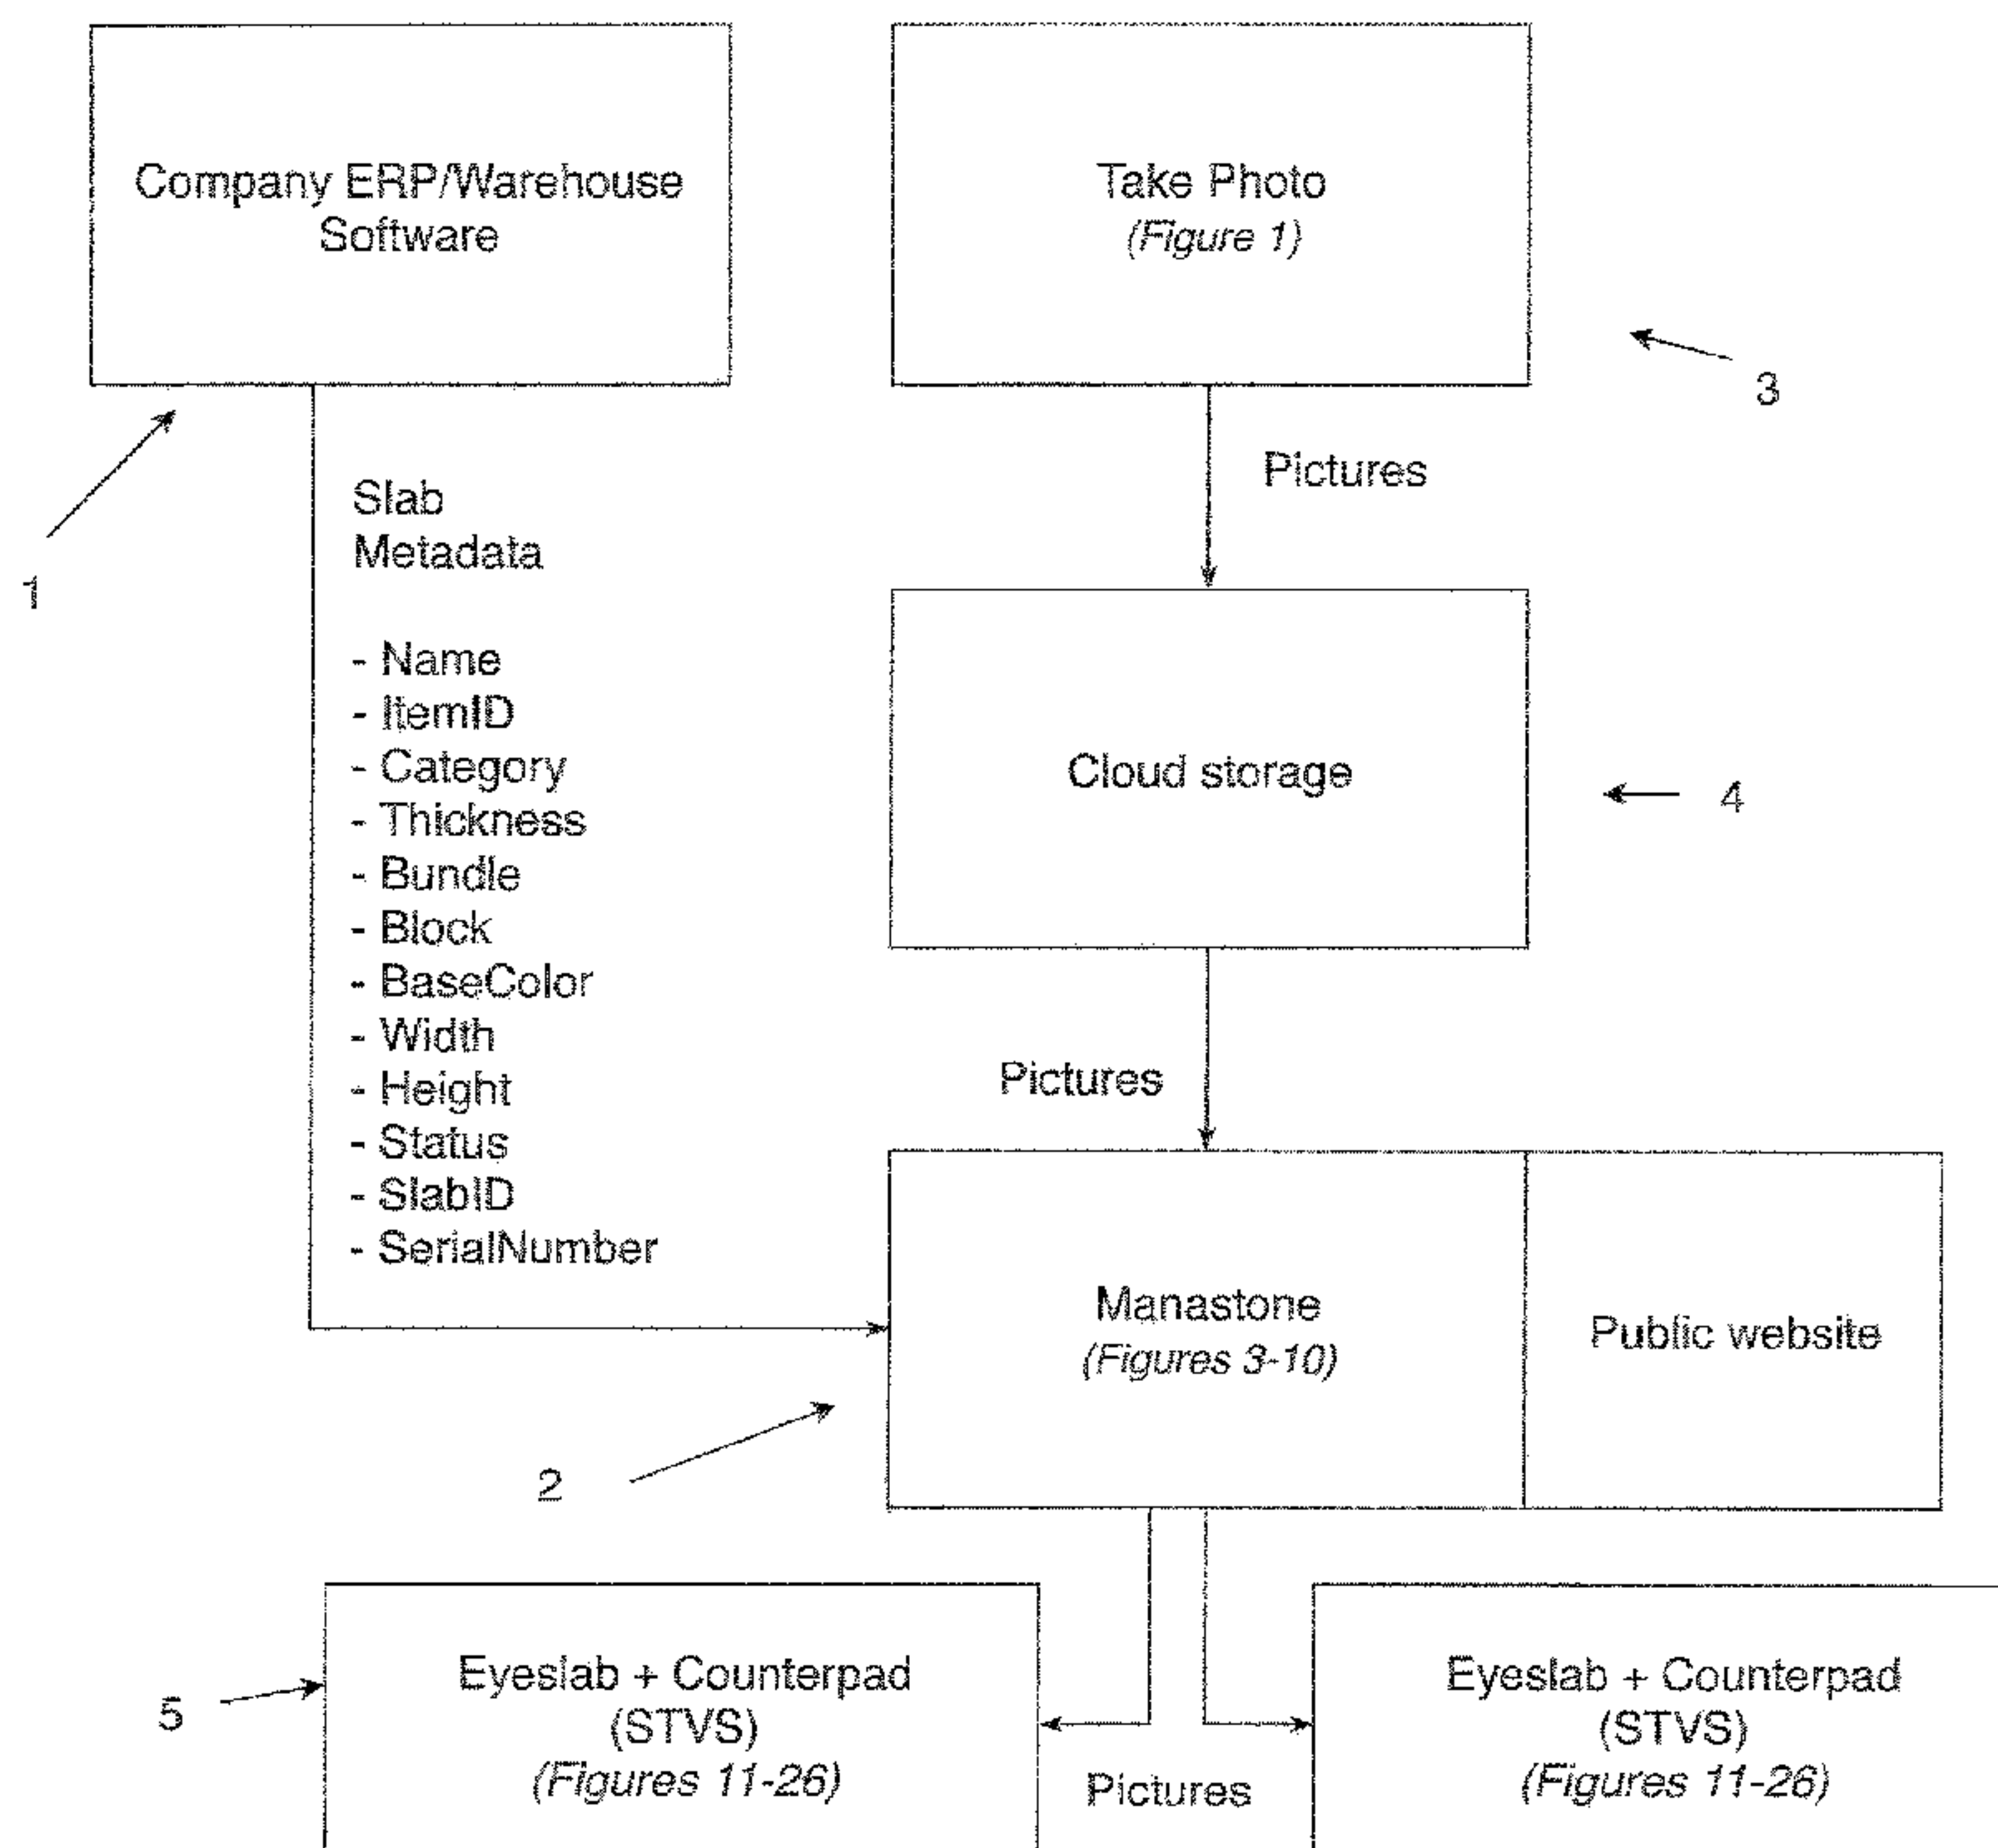 Company ERP/Warehouse
Software
Take Photo
(Figure 1)
3
1
Pictures
Slab
Metadata
- Name
- ItemID
- Category
- Thickness
- Bundle
- Block
- BaseColor
- Width
- Height
- Status
- SlabID
- SerialNumber
Cloud storage
4
Pictures
Manastone
(Figures 3-10)
Public website
2
5
Eyeslab + Counterpad
(STVS)
(Figures 11-26)
Pictures
Eyeslab + Counterpad
(STVS)
(Figures 11-26)